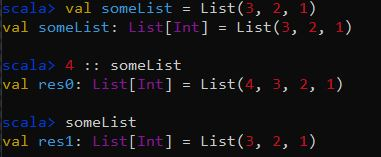 scala> val someList = List(3, 2, 1)
val someList: List[Int] = List(3, 2, 1)
scala> 4 :: someList
val res0: List[Int] = List(4, 3, 2, 1)
scala> someList
val res1: List[Int] = List(3, 2, 1)